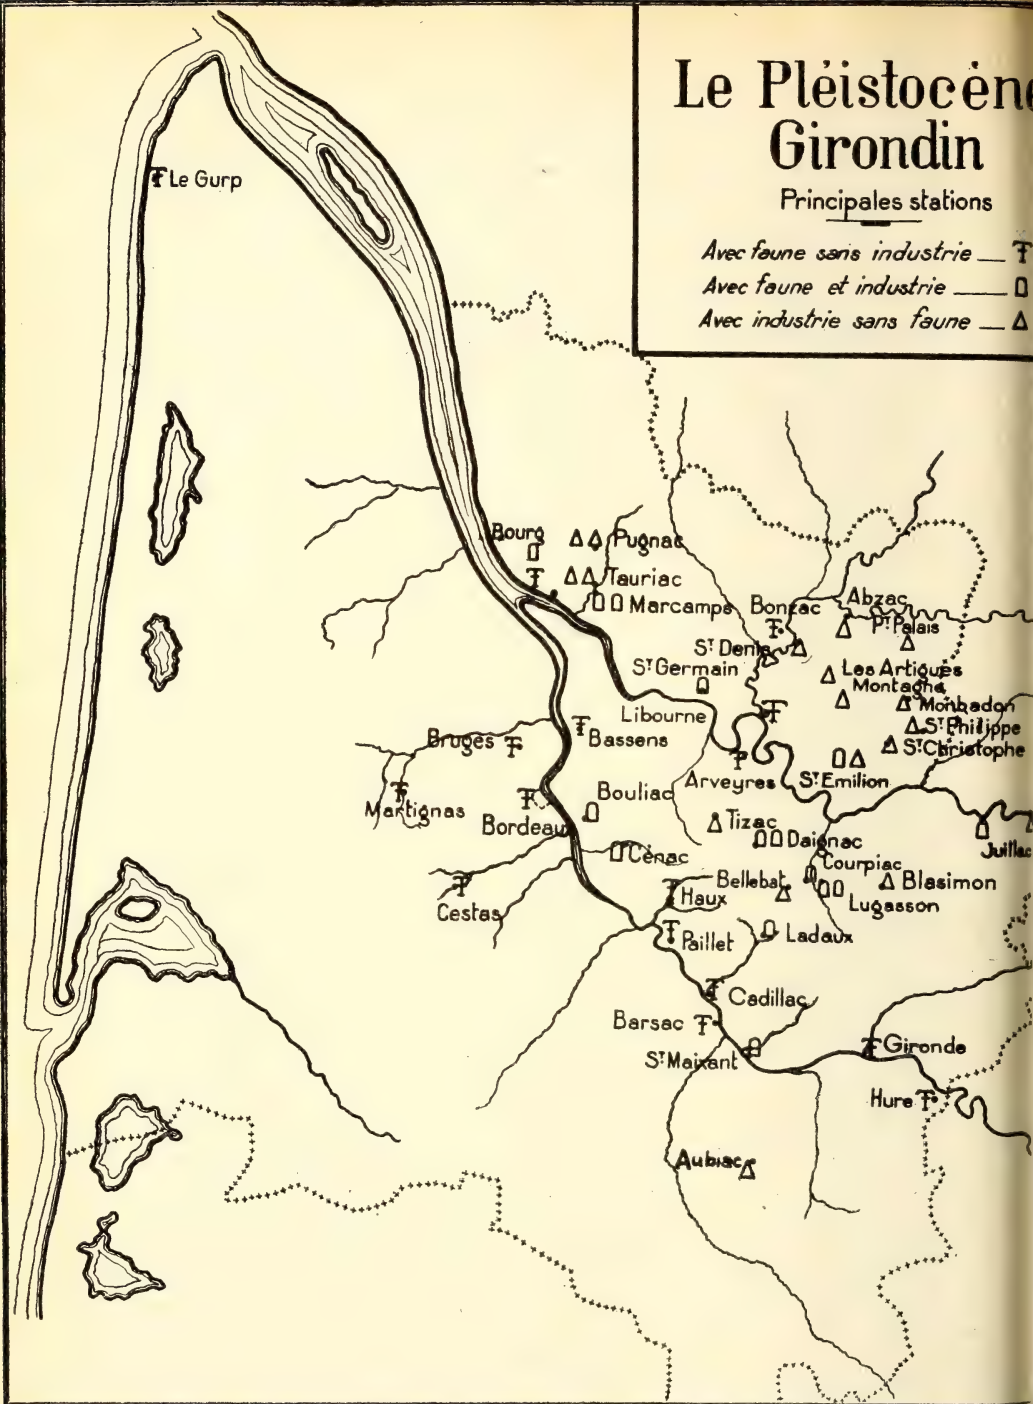 Le Plèistocèn
Girondin
Principales stations
Avec faune sans industrie
Avec faune et industrie
Avec industrie sans faune
Le Gurp
Bourg
Pugnac
Tauriac
Marcamps
Bonzac
Abzac
PT Palais
ST Denis
ST Germain
Les Artigues
Montagne
Monbadon
ST Philippe
ST Christophe
Libourne
Bruges
Bassens
Arveyres
ST Emilion
Martignas
Bordeau
Bouliac
Tizac
Daignac
Juillac
Cènac
Courpiac
Bellebat
Blasimon
Haux
Lugasson
Cestas
Paillet
Ladaux
Cadillac
Barsac
ST Maixant
Gironde
Hure
Aubiac